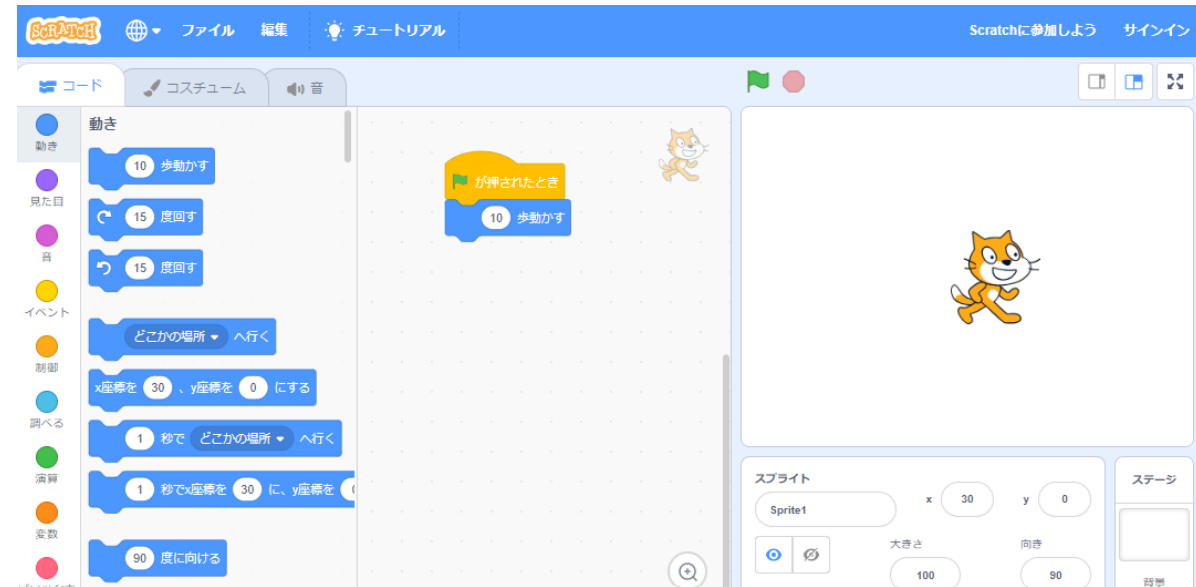 SCRATCH ファイル 編集 チュートリアル Scratchに参加しよう サインイン
コード コスチューム 音
動き
見た目
音
イベント
制御
調べる
演算
変数
動き
10 歩動かす
15 度回す
15 度回す
どこかの場所 へ行く
x座標を 30 、y座標を 0 にする
1 秒で どこかの場所 へ行く
1 秒でx座標を 30 に、y座標を
90 度に向ける
が押されたとき
10 歩動かす
スプライト
Sprite1
x 30 y 0
大きさ 向き
100 90
ステージ
背景